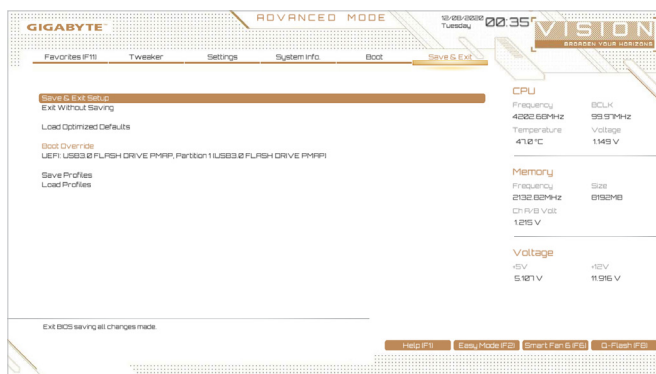 GIGABYTE™
ADVANCED MODE
12/08/2020
Tuesday
00:35
VISION
BROADEN YOUR HORIZONS
Favorites (F11)
Tweaker
Settings
System Info.
Boot
Save & Exit
Save & Exit Setup
Exit Without Saving
Load Optimized Defaults
Boot Override
UEFI: USB3.0 FLASH DRIVE PMAP, Partition 1 (USB3.0 FLASH DRIVE PMAP)
Save Profiles
Load Profiles
CPU
Frequency BCLK
4202.68MHz 99.97MHz
Temperature Voltage
47.0 °C 1.149 V
Memory
Frequency Size
2132.82MHz 8192MB
Ch A/B Volt
1.215 V
Voltage
+5V +12V
5.107 V 11.916 V
Exit BIOS saving all changes made.
Help (F1)
Easy Mode (F2)
Smart Fan 6 (F6)
Q-Flash (F8)